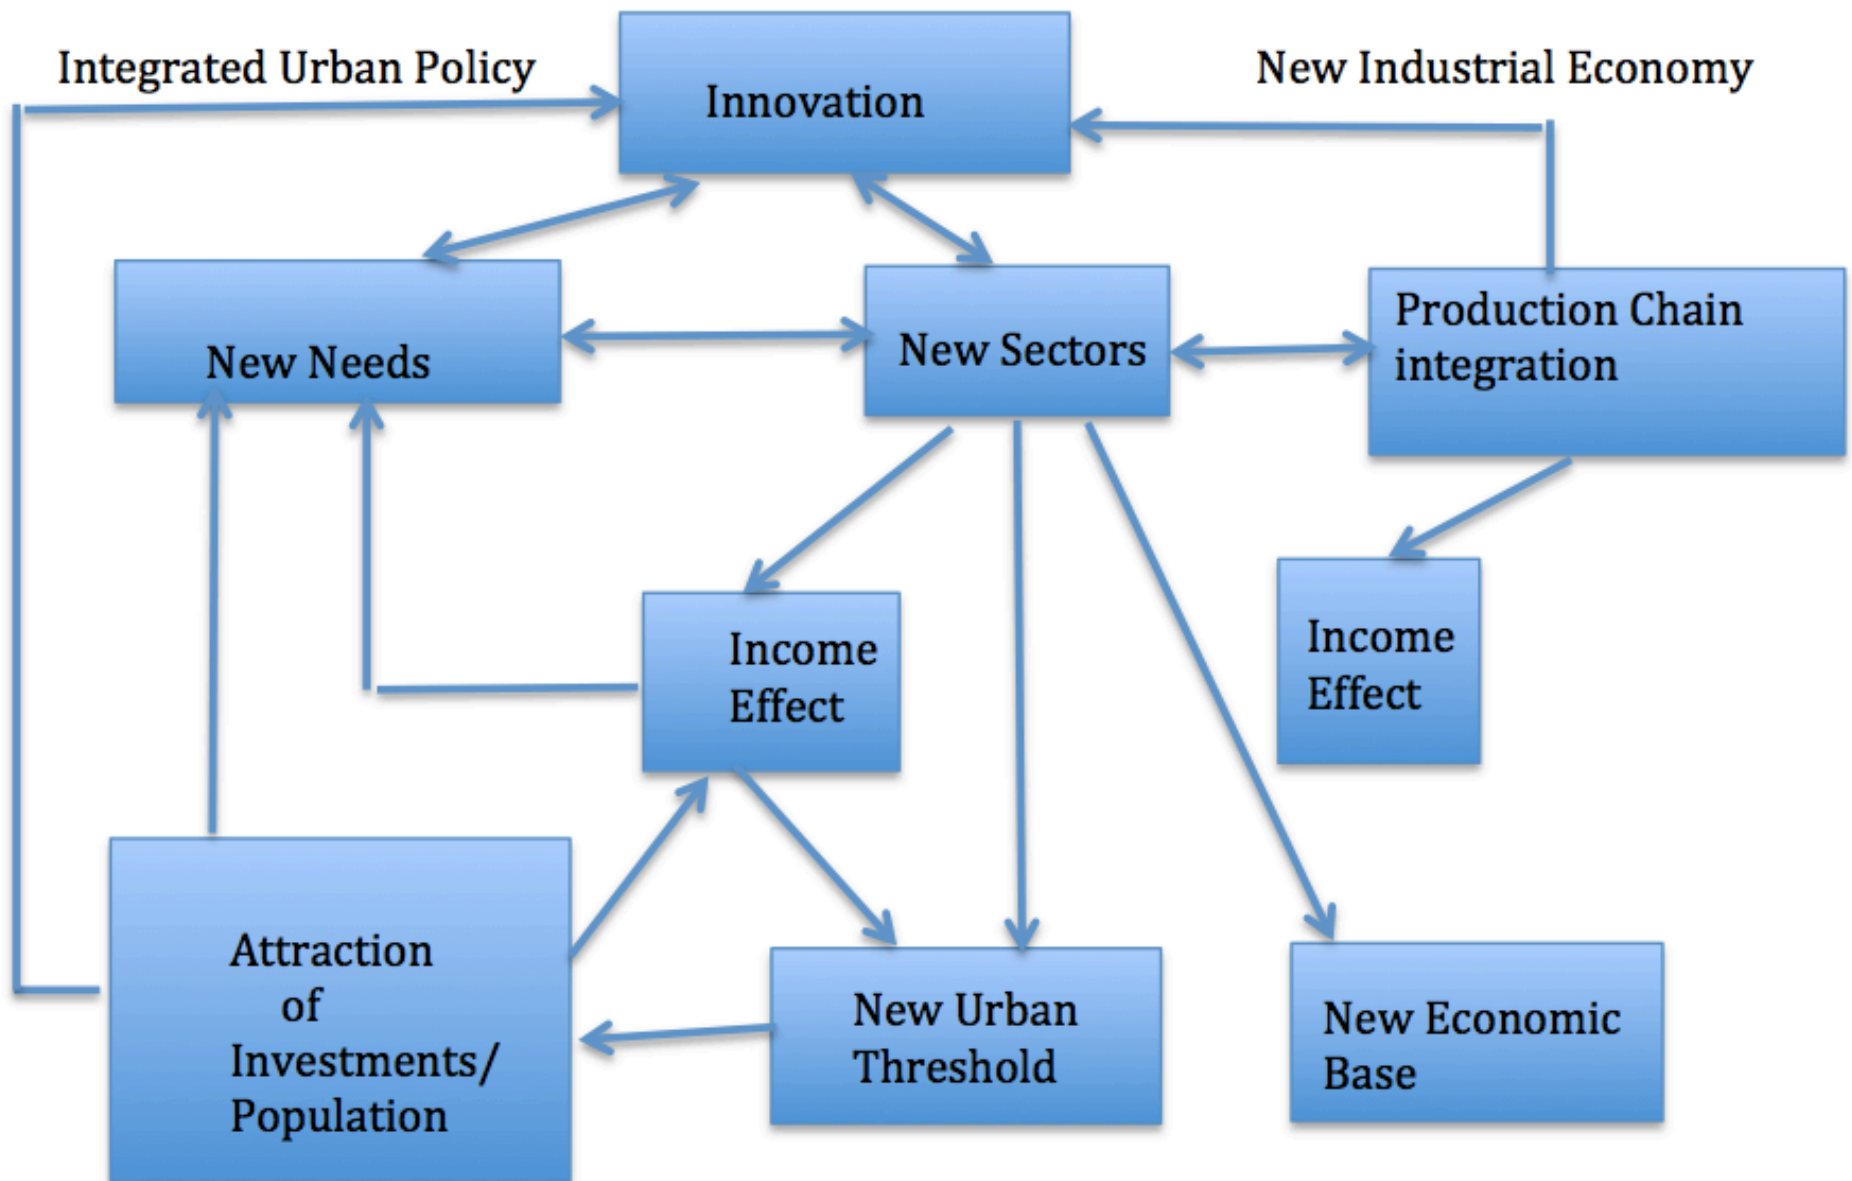 Integrated Urban Policy
New Industrial Economy
Innovation
New Needs
New Sectors
Production Chain
integration
Income
Effect
Income
Effect
Attraction
of
Investments/
Population
New Urban
Threshold
New Economic
Base